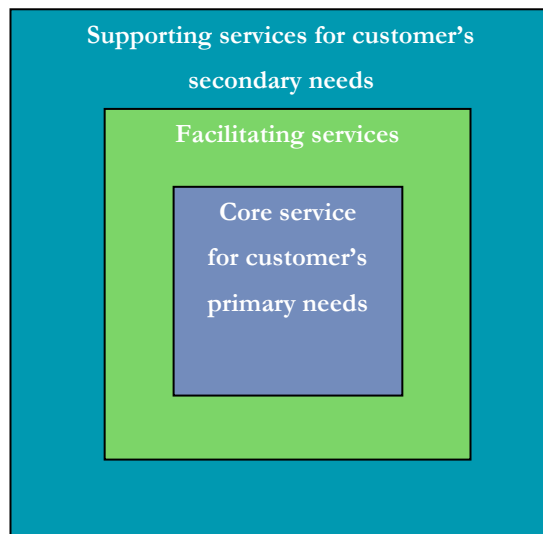 Supporting services for customer's
secondary needs
Facilitating services
Core service
for customer's
primary needs